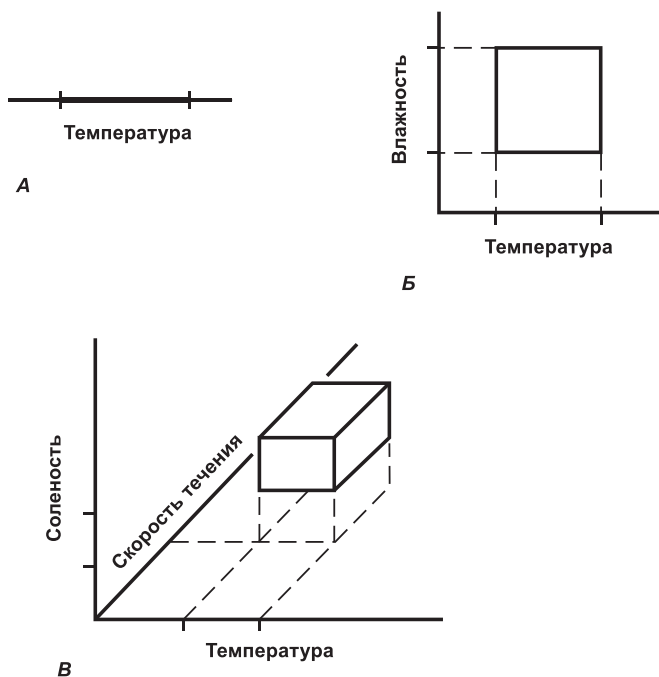 Температура
А
Влажность
Температура
Б
Соленость
Скорость течения
Температура
В